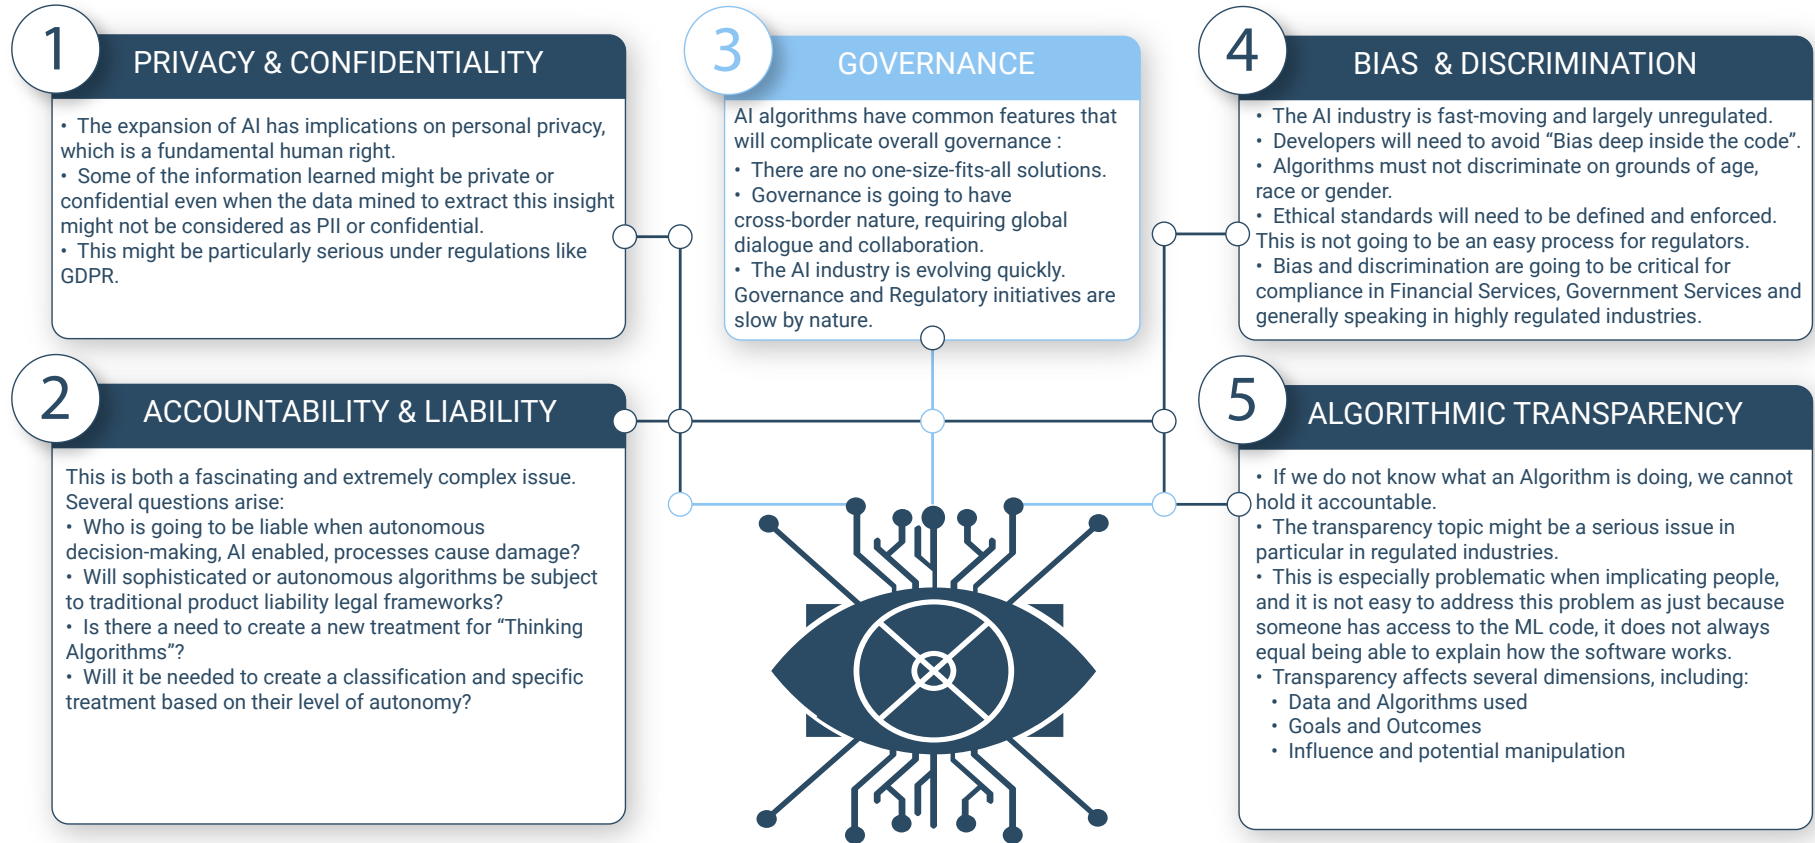 1
PRIVACY & CONFIDENTIALITY
• The expansion of AI has implications on personal privacy,
which is a fundamental human right.
• Some of the information learned might be private or
confidential even when the data mined to extract this insight
might not be considered as PII or confidential.
• This might be particularly serious under regulations like
GDPR.
2
ACCOUNTABILITY & LIABILITY
This is both a fascinating and extremely complex issue.
Several questions arise:
• Who is going to be liable when autonomous
decision-making, AI enabled, processes cause damage?
• Will sophisticated or autonomous algorithms be subject
to traditional product liability legal frameworks?
• Is there a need to create a new treatment for “Thinking
Algorithms”?
• Will it be needed to create a classification and specific
treatment based on their level of autonomy?
3
GOVERNANCE
AI algorithms have common features that
will complicate overall governance :
• There are no one-size-fits-all solutions.
• Governance is going to have
cross-border nature, requiring global
dialogue and collaboration.
• The AI industry is evolving quickly.
Governance and Regulatory initiatives are
slow by nature.
4
BIAS & DISCRIMINATION
• The AI industry is fast-moving and largely unregulated.
• Developers will need to avoid “Bias deep inside the code”.
• Algorithms must not discriminate on grounds of age,
race or gender.
• Ethical standards will need to be defined and enforced.
This is not going to be an easy process for regulators.
• Bias and discrimination are going to be critical for
compliance in Financial Services, Government Services and
generally speaking in highly regulated industries.
5
ALGORITHMIC TRANSPARENCY
• If we do not know what an Algorithm is doing, we cannot
hold it accountable.
• The transparency topic might be a serious issue in
particular in regulated industries.
• This is especially problematic when implicating people,
and it is not easy to address this problem as just because
someone has access to the ML code, it does not always
equal being able to explain how the software works.
• Transparency affects several dimensions, including:
• Data and Algorithms used
• Goals and Outcomes
• Influence and potential manipulation